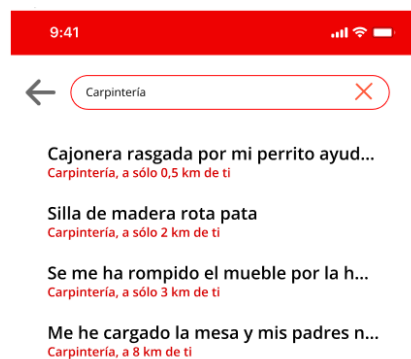 9:41
Carpintería
Cajonera rasgada por mi perrito ayud...
Carpintería, a sólo 0,5 km de ti
Silla de madera rota pata
Carpintería, a sólo 2 km de ti
Se me ha rompido el mueble por la h...
Carpintería, a sólo 3 km de ti
Me he cargado la mesa y mis padres n...
Carpintería, a 8 km de ti